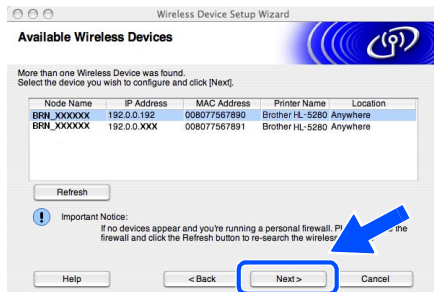 Wireless Device Setup Wizard
Available Wireless Devices
More than one Wireless Device was found.
Select the device you wish to configure and click [Next].
Node Name IP Address MAC Address Printer Name Location
BRN_XXXXXX 192.0.0.192 008077567890 Brother HL-5280 Anywhere
BRN_XXXXXX 192.0.0.XXX 008077567891 Brother HL-5280 Anywhere
Refresh
Important Notice:
If no devices appear and you're running a personal firewall. the
firewall and click the Refresh button to re-search the wireless
Help < Back Next > Cancel